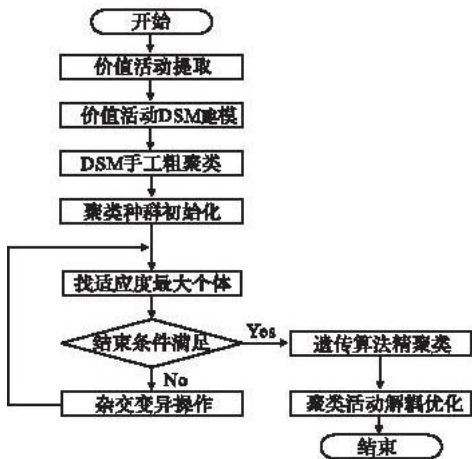 开始
价值活动提取
价值活动DSM建模
DSM手工粗聚类
聚类种群初始化
找适应度最大个体
结束条件满足
Yes
No
杂交变异操作
遗传算法精聚类
聚类活动解耦优化
结束